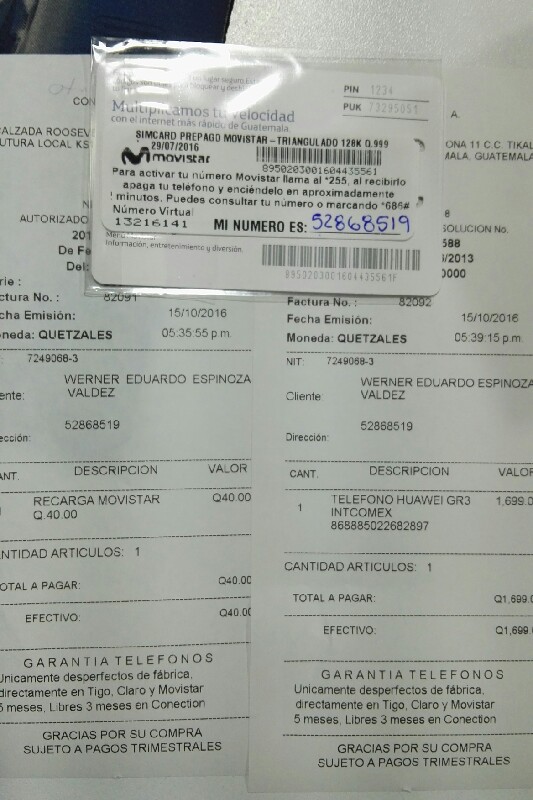 PIN 1234
PUK 73285051
Multiplicamos tu velocidad
con el internet más rápido de Guatemala
SIMCARD PREPAGO MOVISTAR - TRIANGULADO 128K 0.999
29/07/2016
movistar
8950203001604435561
Para activar tu número Movistar llama al *255, al recibirlo
apaga tu telefono y enciéndelo en aproximadamente
minutos. Puedes consultar tu número o marcando *686#
Número Virtual
13216141
MI NUMERO ES: 52868519
Información, entretenimiento y diversión.
8950203001604435561F
CON
ALZADA ROOSEV
UTURA LOCAL KS
AUTORIZADO
201
De Fe
Del:
erie :
Factura No. : 82091
echa Emisión: 15/10/2016
oneda: QUETZALES 05:35:55 p.m.
7249068-3
WERNER EDUARDO ESPINOZA
ente: VALDEZ
52868519
ección:
ANT. DESCRIPCION VALOR
RECARGA MOVISTAR Q40.00
Q.40.00
ANTIDAD ARTICULOS: 1
OTAL A PAGAR: Q40.00
EFECTIVO: Q40.00
GARANTIA TELEFONOS
Unicamente desperfectos de fábrica,
directamente en Tigo, Claro y Movistar
5 meses, Libres 3 meses en Conection
GRACIAS POR SU COMPRA
SUJETO A PAGOS TRIMESTRALES
A.
ONA 11 C.C. TIKAL
MALA, GUATEMALA
SOLUCION No.
588
/2013
0000
Factura No.: 82092
Fecha Emisión: 15/10/2016
Moneda: QUETZALES 05:39:15 p.m.
NIT: 7249068-3
WERNER EDUARDO ESPINOZA
Cliente: VALDEZ
52868519
Dirección:
CANT. DESCRIPCION VALOR
1 TELEFONO HUAWEI GR3 1,699.0
INTCOMEX
868885022682897
CANTIDAD ARTICULOS: 1
TOTAL A PAGAR: Q1,699.0
EFECTIVO: Q1,699.0
GARANTIA TELEFONOS
Unicamente desperfectos de fábrica,
directamente en Tigo, Claro y Movistar
5 meses, Libres 3 meses en Conection
GRACIAS POR SU COMPRA
SUJETO A PAGOS TRIMESTRALES